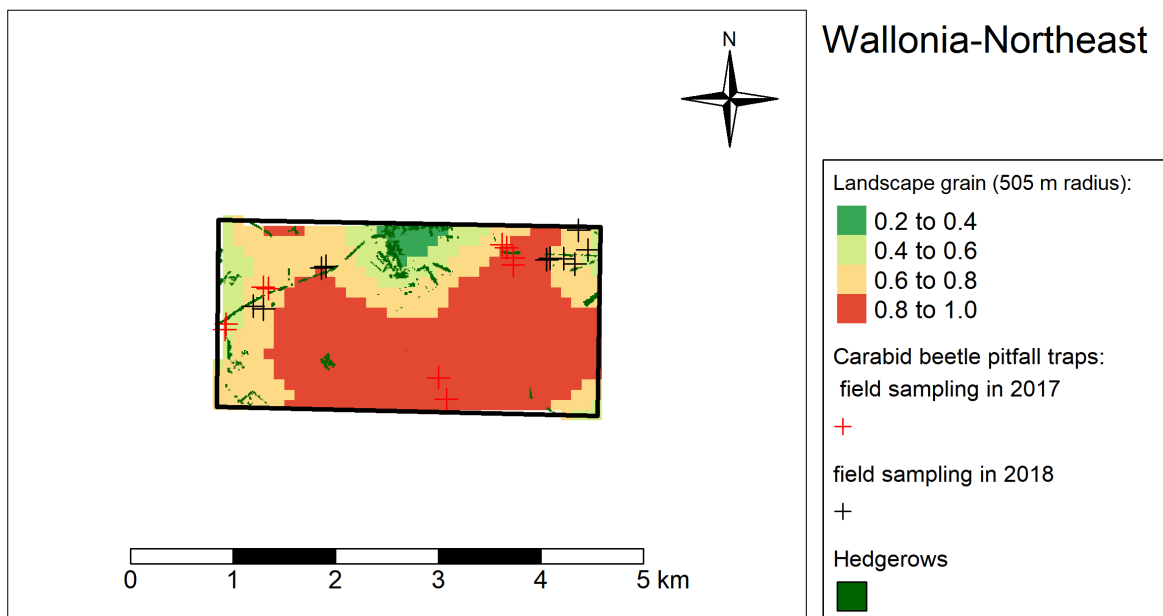 Wallonia-Northeast
N
Landscape grain (505 m radius):
0.2 to 0.4
0.4 to 0.6
0.6 to 0.8
0.8 to 1.0
Carabid beetle pitfall traps:
field sampling in 2017
field sampling in 2018
Hedgerows
0 1 2 3 4 5 km